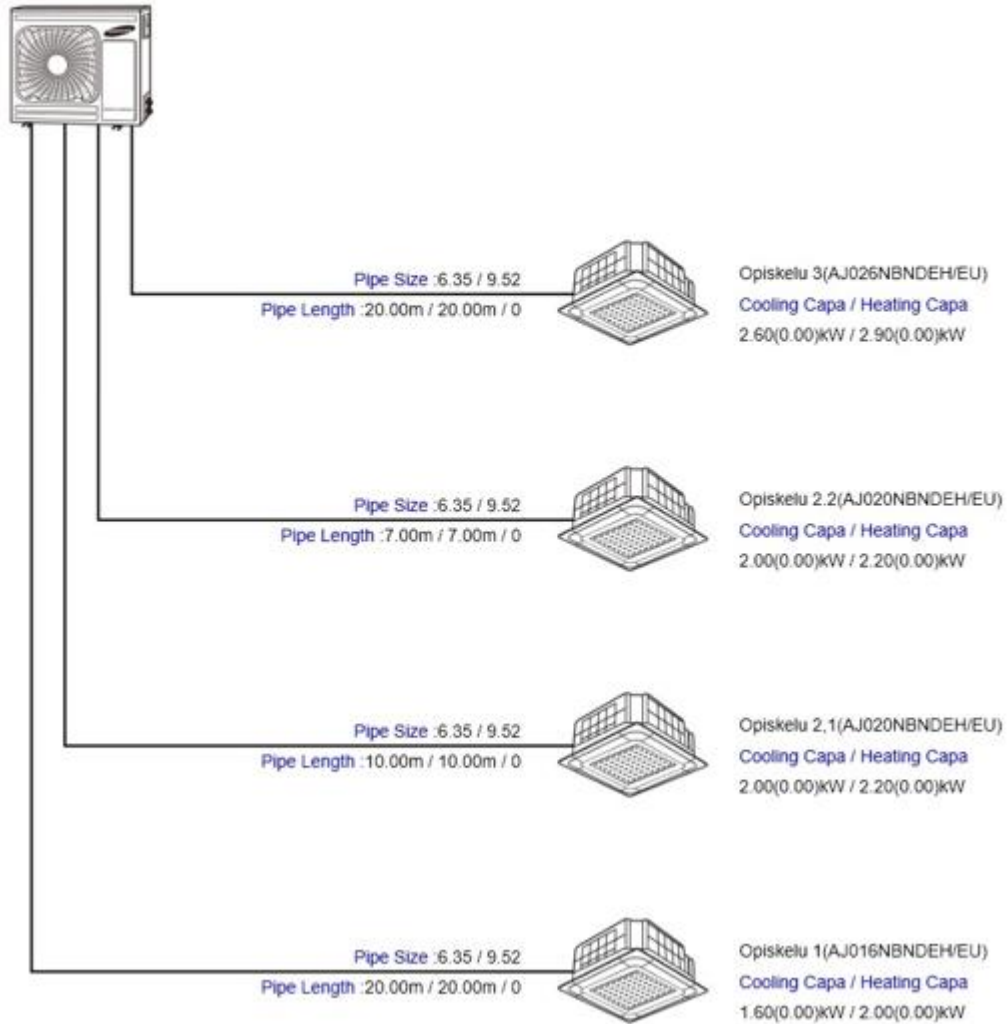 Pipe Size :6.35 / 9.52
Pipe Length :20.00m / 20.00m / 0
Opiskelu 3(AJ026NBNDEH/EU)
Cooling Capa / Heating Capa
2.60(0.00)kW / 2.90(0.00)kW
Pipe Size :6.35 / 9.52
Pipe Length :7.00m / 7.00m / 0
Opiskelu 2.2(AJ020NBNDEH/EU)
Cooling Capa / Heating Capa
2.00(0.00)kW / 2.20(0.00)kW
Pipe Size :6.35 / 9.52
Pipe Length :10.00m / 10.00m / 0
Opiskelu 2,1(AJ020NBNDEH/EU)
Cooling Capa / Heating Capa
2.00(0.00)kW / 2.20(0.00)kW
Pipe Size :6.35 / 9.52
Pipe Length :20.00m / 20.00m / 0
Opiskelu 1(AJ016NBNDEH/EU)
Cooling Capa / Heating Capa
1.60(0.00)kW / 2.00(0.00)kW